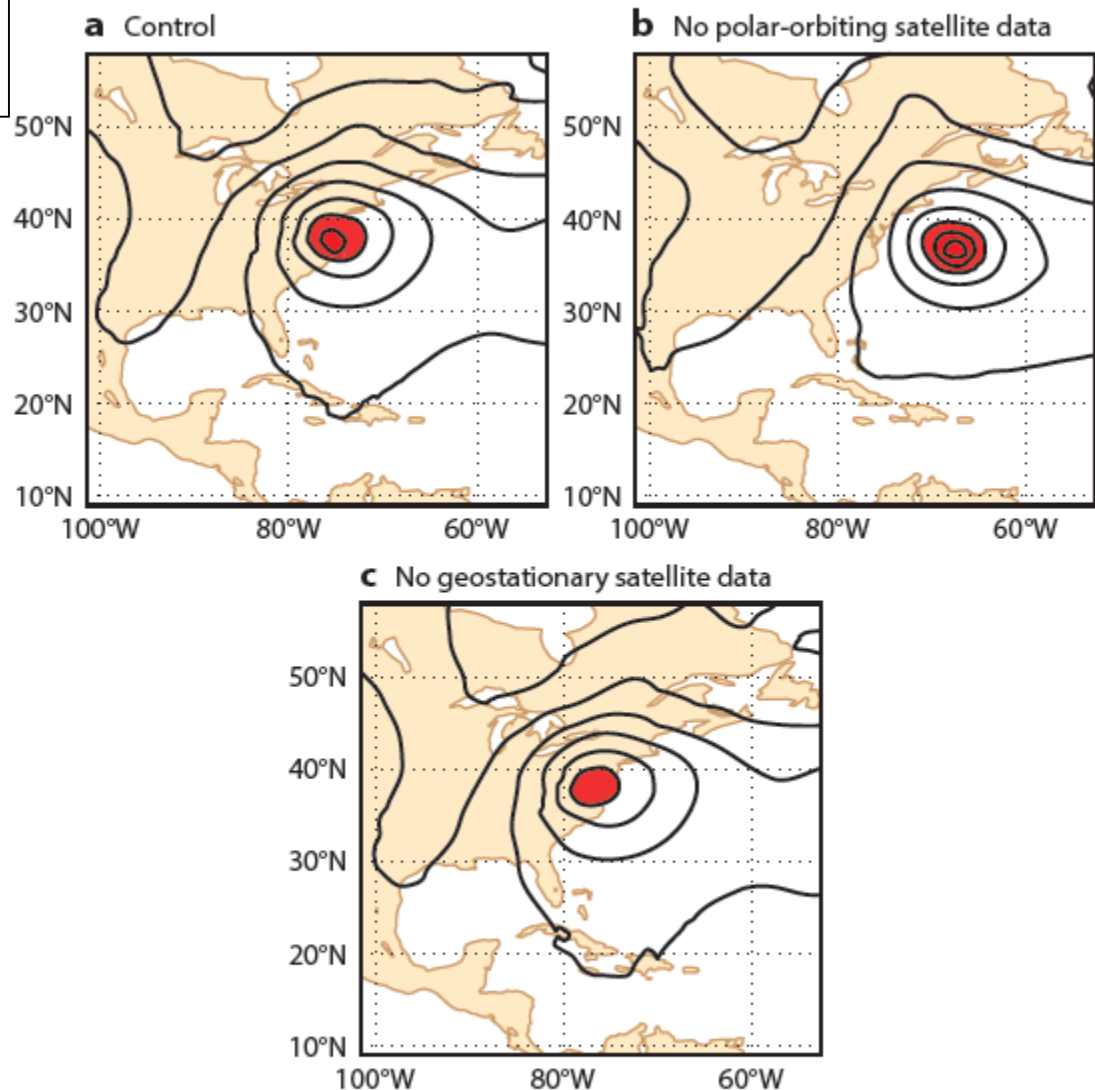 a Control
50°N
40°N
30°N
20°N
10°N
100°W 80°W 60°W
b No polar-orbiting satellite data
50°N
40°N
30°N
20°N
10°N
100°W 80°W 60°W
c No geostationary satellite data
50°N
40°N
30°N
20°N
10°N
100°W 80°W 60°W